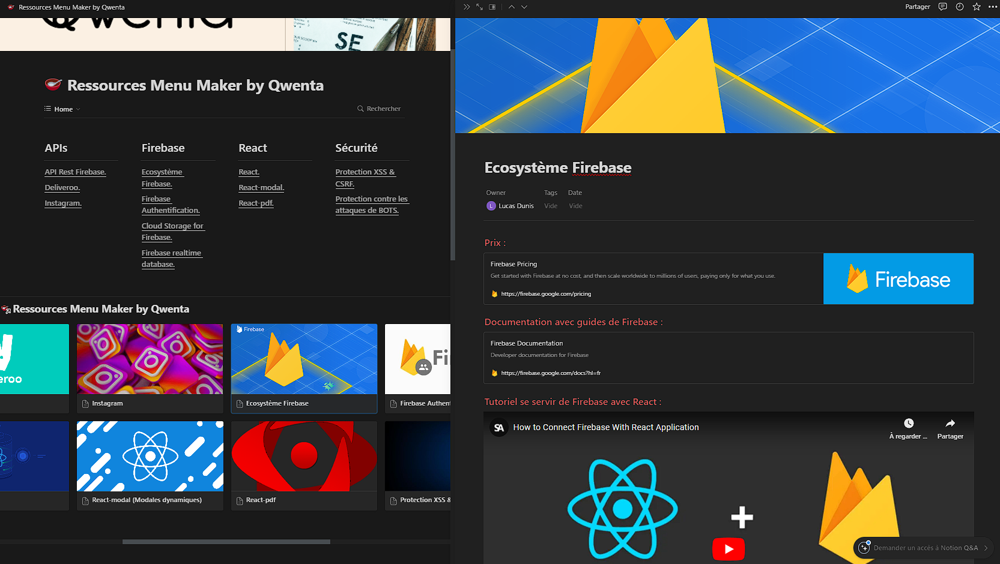 Ressources Menu Maker by Qwenta
Partager
Qwenta
SE
Ressources Menu Maker by Qwenta
Home
Rechercher
APIs
API Rest Firebase.
Deliveroo.
Instagram.
Firebase
Ecosystème
Firebase.
Firebase
Authentification.
Cloud Storage for
Firebase.
Firebase realtime
database.
React
React.
React-modal.
React-pdf.
Sécurité
Protection XSS &
CSRF.
Protection contre les
attaques de BOTS.
Ressources Menu Maker by Qwenta
eroo
Instagram
Firebase
Ecosystème Firebase
Fi
Firebase Authen
React-modal (Modales dynamiques)
React-pdf
Protection XSS &
Ecosystème Firebase
Owner Tags Date
L Lucas Dunis Vide Vide
Prix :
Firebase Pricing
Get started with Firebase at no cost, and then scale worldwide to millions of users, paying only for what you use.
https://firebase.google.com/pricing
Firebase
Documentation avec guides de Firebase :
Firebase Documentation
Developer documentation for Firebase
https://firebase.google.com/docs?hl=fr
Tutoriel se servir de Firebase avec React :
SA How to Connect Firebase With React Application
À regarder ...
Partager
Demander un accès à Notion Q&A